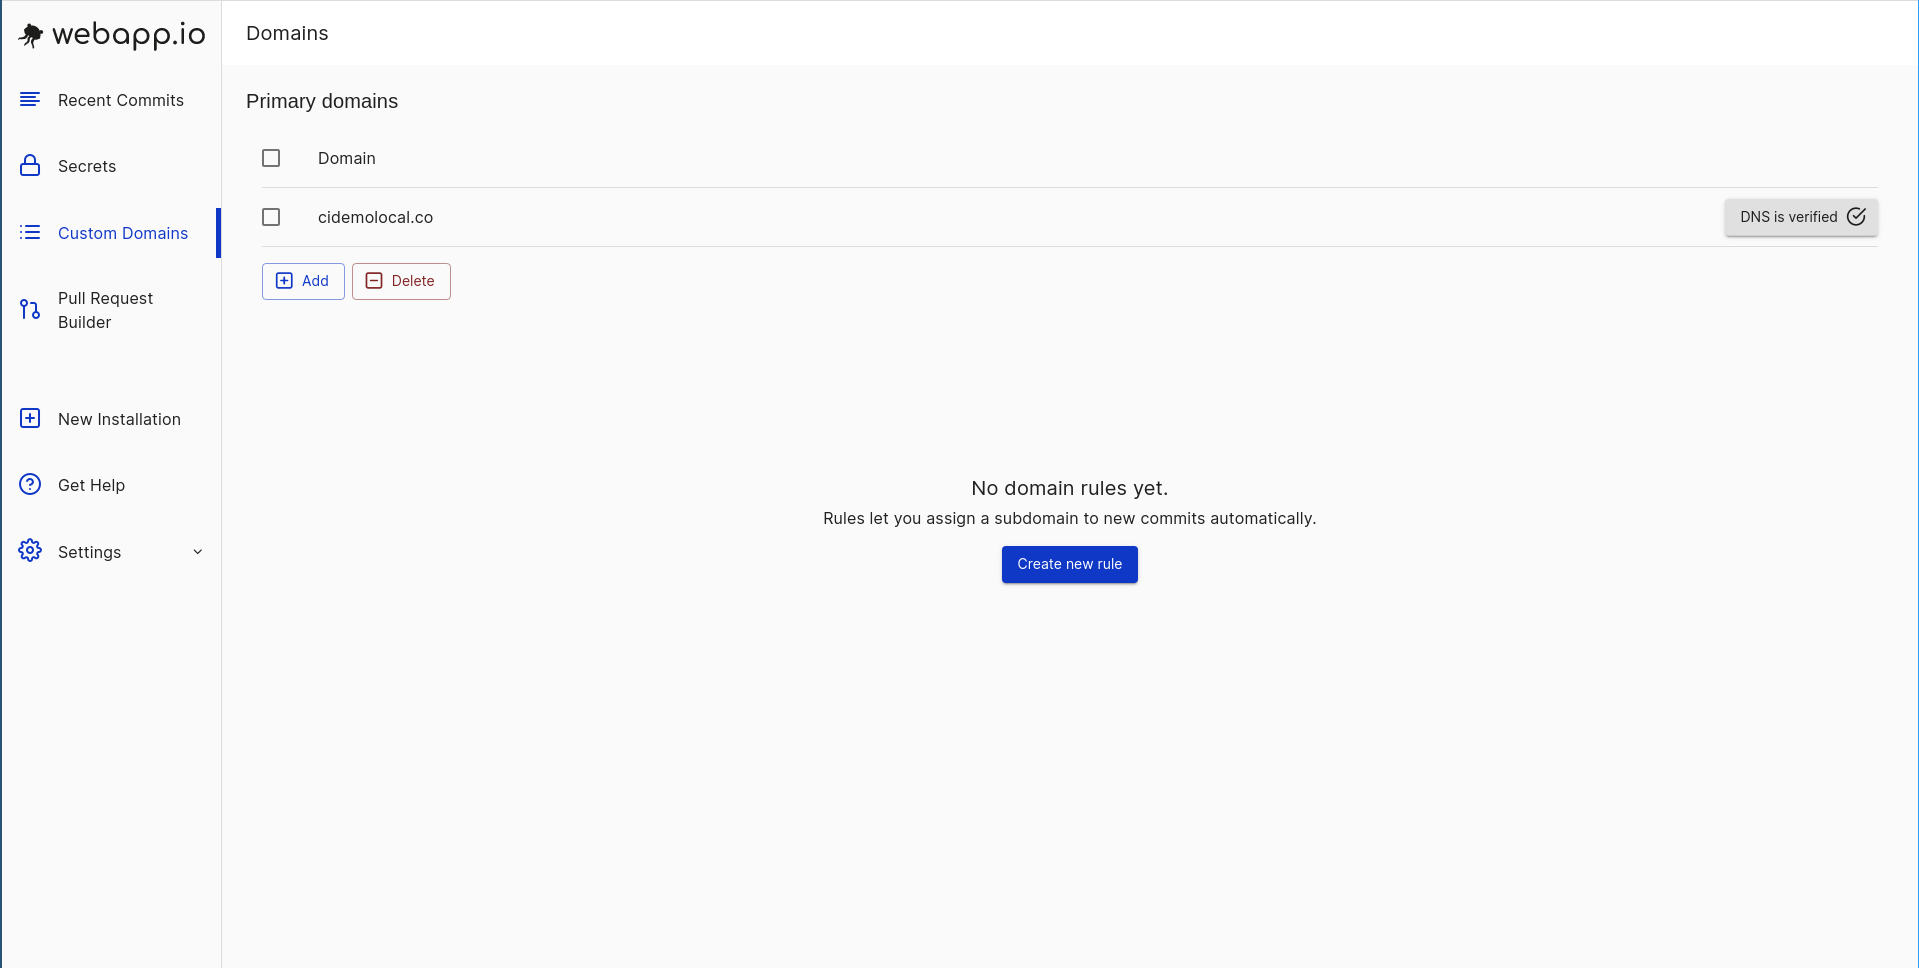 webapp.io
Recent Commits
Secrets
Custom Domains
Pull Request
Builder
New Installation
Get Help
Settings
Domains
Primary domains
Domain
cidemolocal.co
DNS is verified
Add
Delete
No domain rules yet.
Rules let you assign a subdomain to new commits automatically.
Create new rule